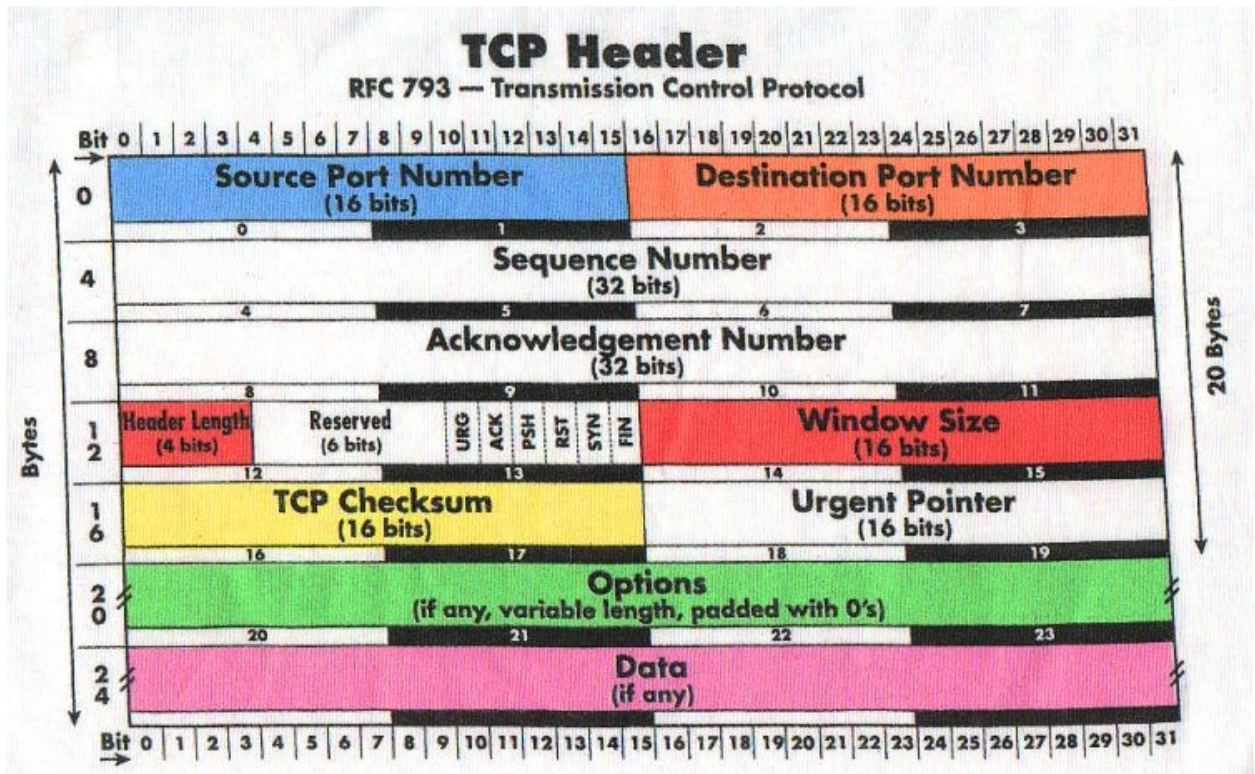 TCP Header
RFC 793 — Transmission Control Protocol
Bit 0 1 2 3 4 5 6 7 8 9 10 11 12 13 14 15 16 17 18 19 20 21 22 23 24 25 26 27 28 29 30 31
0
Source Port Number
(16 bits)
Destination Port Number
(16 bits)
0 1 2 3
4
Sequence Number
(32 bits)
4 5 6 7
8
Acknowledgement Number
(32 bits)
8 9 10 11
12
Header Length
(4 bits)
Reserved
(6 bits)
URG
ACK
PSH
RST
SYN
FIN
Window Size
(16 bits)
12 13 14 15
16
TCP Checksum
(16 bits)
Urgent Pointer
(16 bits)
16 17 18 19
20
Options
(if any, variable length, padded with 0's)
20 21 22 23
24
Data
(if any)
Bit 0 1 2 3 4 5 6 7 8 9 10 11 12 13 14 15 16 17 18 19 20 21 22 23 24 25 26 27 28 29 30 31
Bytes
20 Bytes